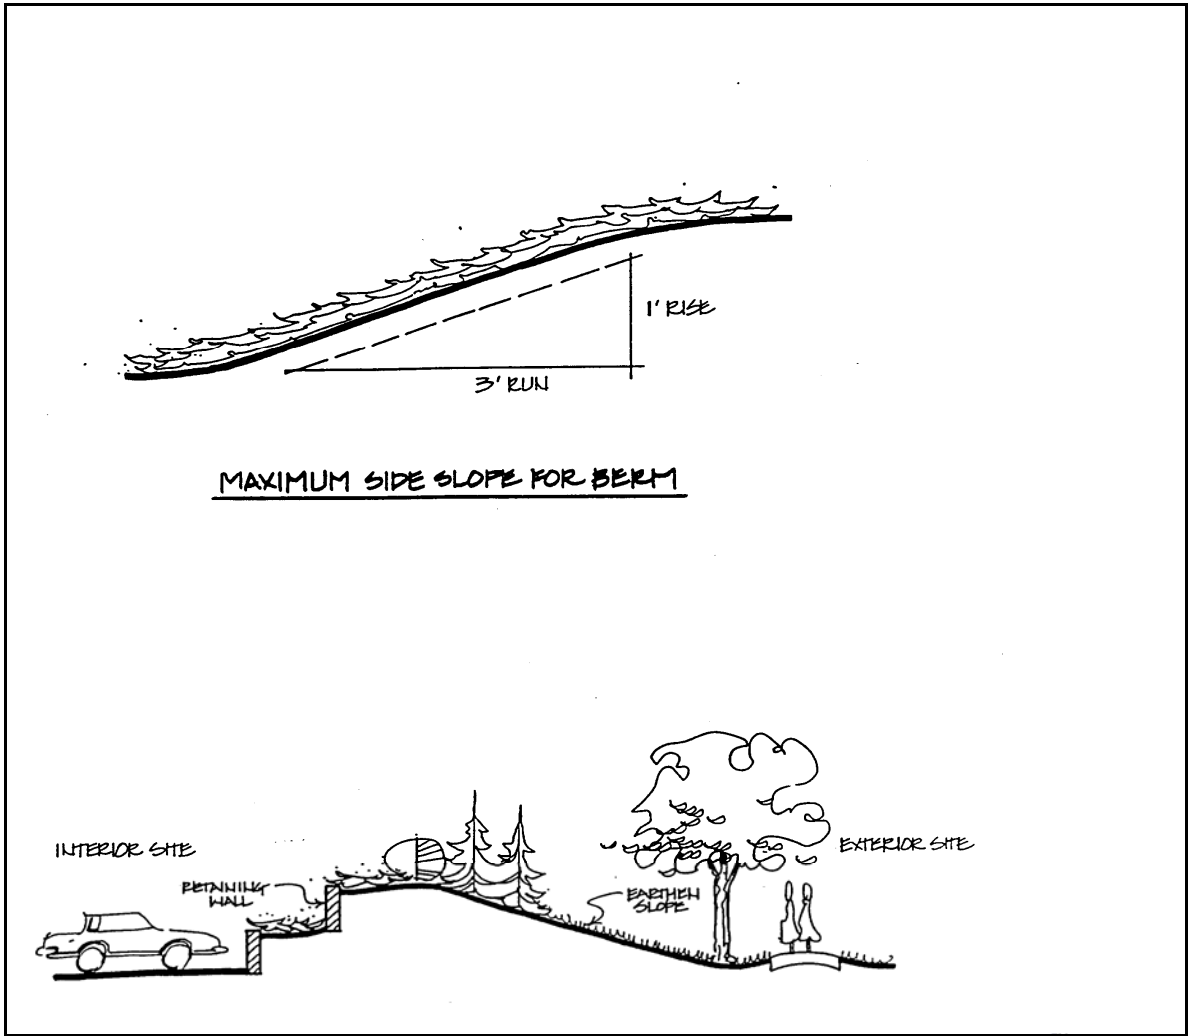 1' RISE
3' RUN
MAXIMUM SIDE SLOPE FOR BERM
INTERIOR SITE
EXTERIOR SITE
RETAINING
WALL
EARTHEN
SLOPE